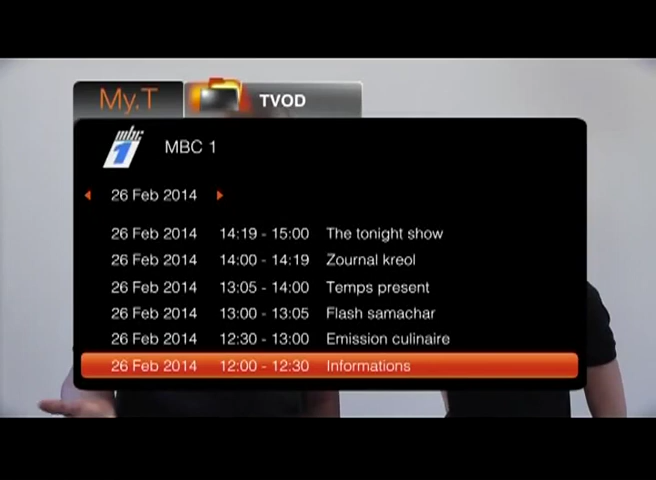 My.T TVOD
mbc
1
MBC 1
26 Feb 2014
26 Feb 2014 14:19 - 15:00 The tonight show
26 Feb 2014 14:00 - 14:19 Zournal kreol
26 Feb 2014 13:05 - 14:00 Temps present
26 Feb 2014 13:00 - 13:05 Flash samachar
26 Feb 2014 12:30 - 13:00 Emission culinaire
26 Feb 2014 12:00 - 12:30 Informations